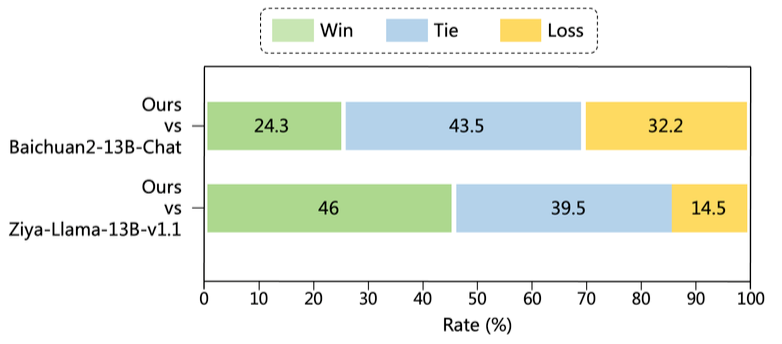 Win Tie Loss
Ours
vs
Baichuan2-13B-Chat
24.3 43.5 32.2
Ours
vs
Ziya-Llama-13B-v1.1
46 39.5 14.5
0 10 20 30 40 50 60 70 80 90 100
Rate (%)